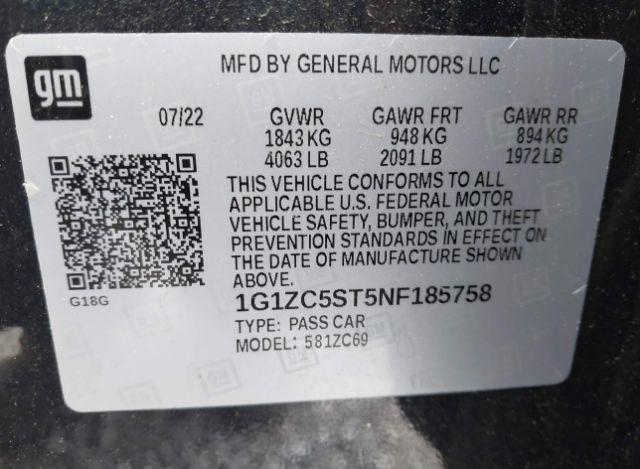 gm
MFD BY GENERAL MOTORS LLC
07/22 GVWR GAWR FRT GAWR RR
1843 KG 948 KG 894 KG
4063 LB 2091 LB 1972 LB
THIS VEHICLE CONFORMS TO ALL
APPLICABLE U.S. FEDERAL MOTOR
VEHICLE SAFETY, BUMPER, AND THEFT
PREVENTION STANDARDS IN EFFECT ON
THE DATE OF MANUFACTURE SHOWN
ABOVE.
G18G
1G1ZC5ST5NF185758
TYPE: PASS CAR
MODEL: 581ZC69